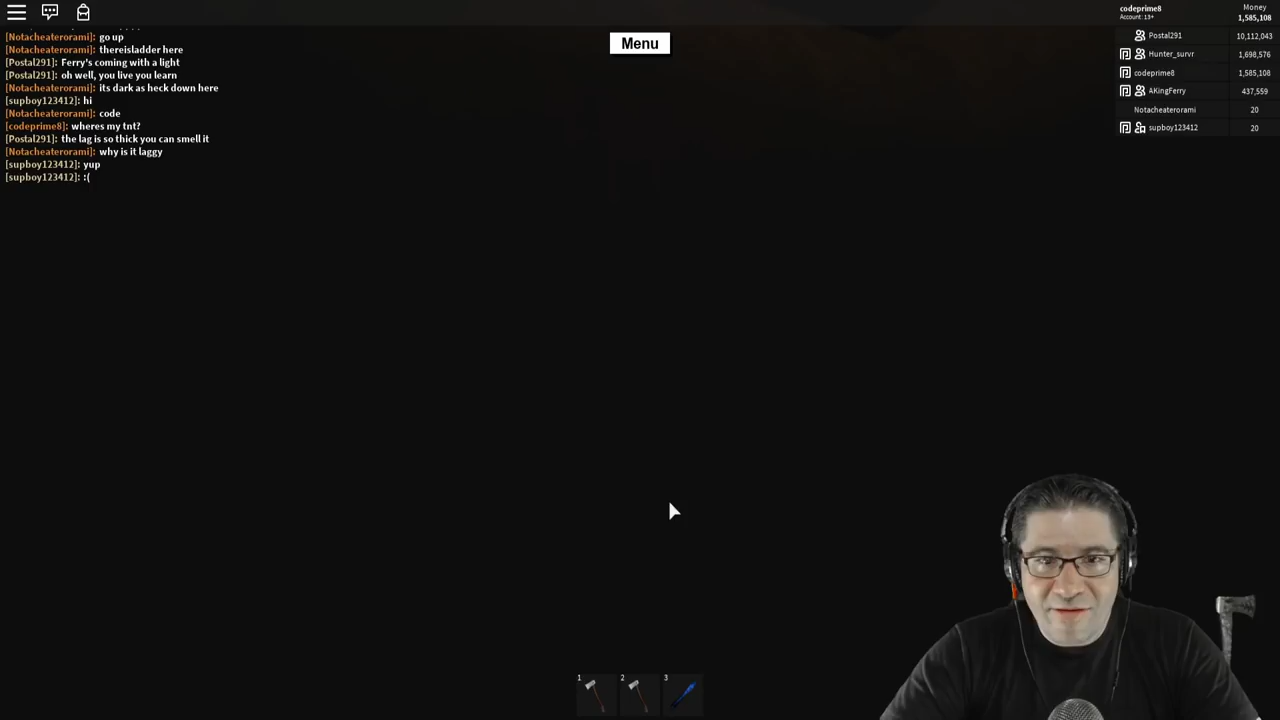 [Notacheaterorami]: go up
[Notacheaterorami]: thereisladder here
[Postal291]: Ferry's coming with a light
[Postal291]: oh well, you live you learn
[Notacheaterorami]: its dark as heck down here
[supboy123412]: hi
[Notacheaterorami]: code
[codeprime8]: wheres my tnt?
[Postal291]: the lag is so thick you can smell it
[Notacheaterorami]: why is it laggy
[supboy123412]: yup
[supboy123412]: :(
Menu
codeprime8 Money
Account: 13+ 1,585,108
Postal291 10,112,043
Hunter_survr 1,698,576
codeprime8 1,585,108
AKingFerry 437,559
Notacheaterorami 20
supboy123412 20
1 2 3